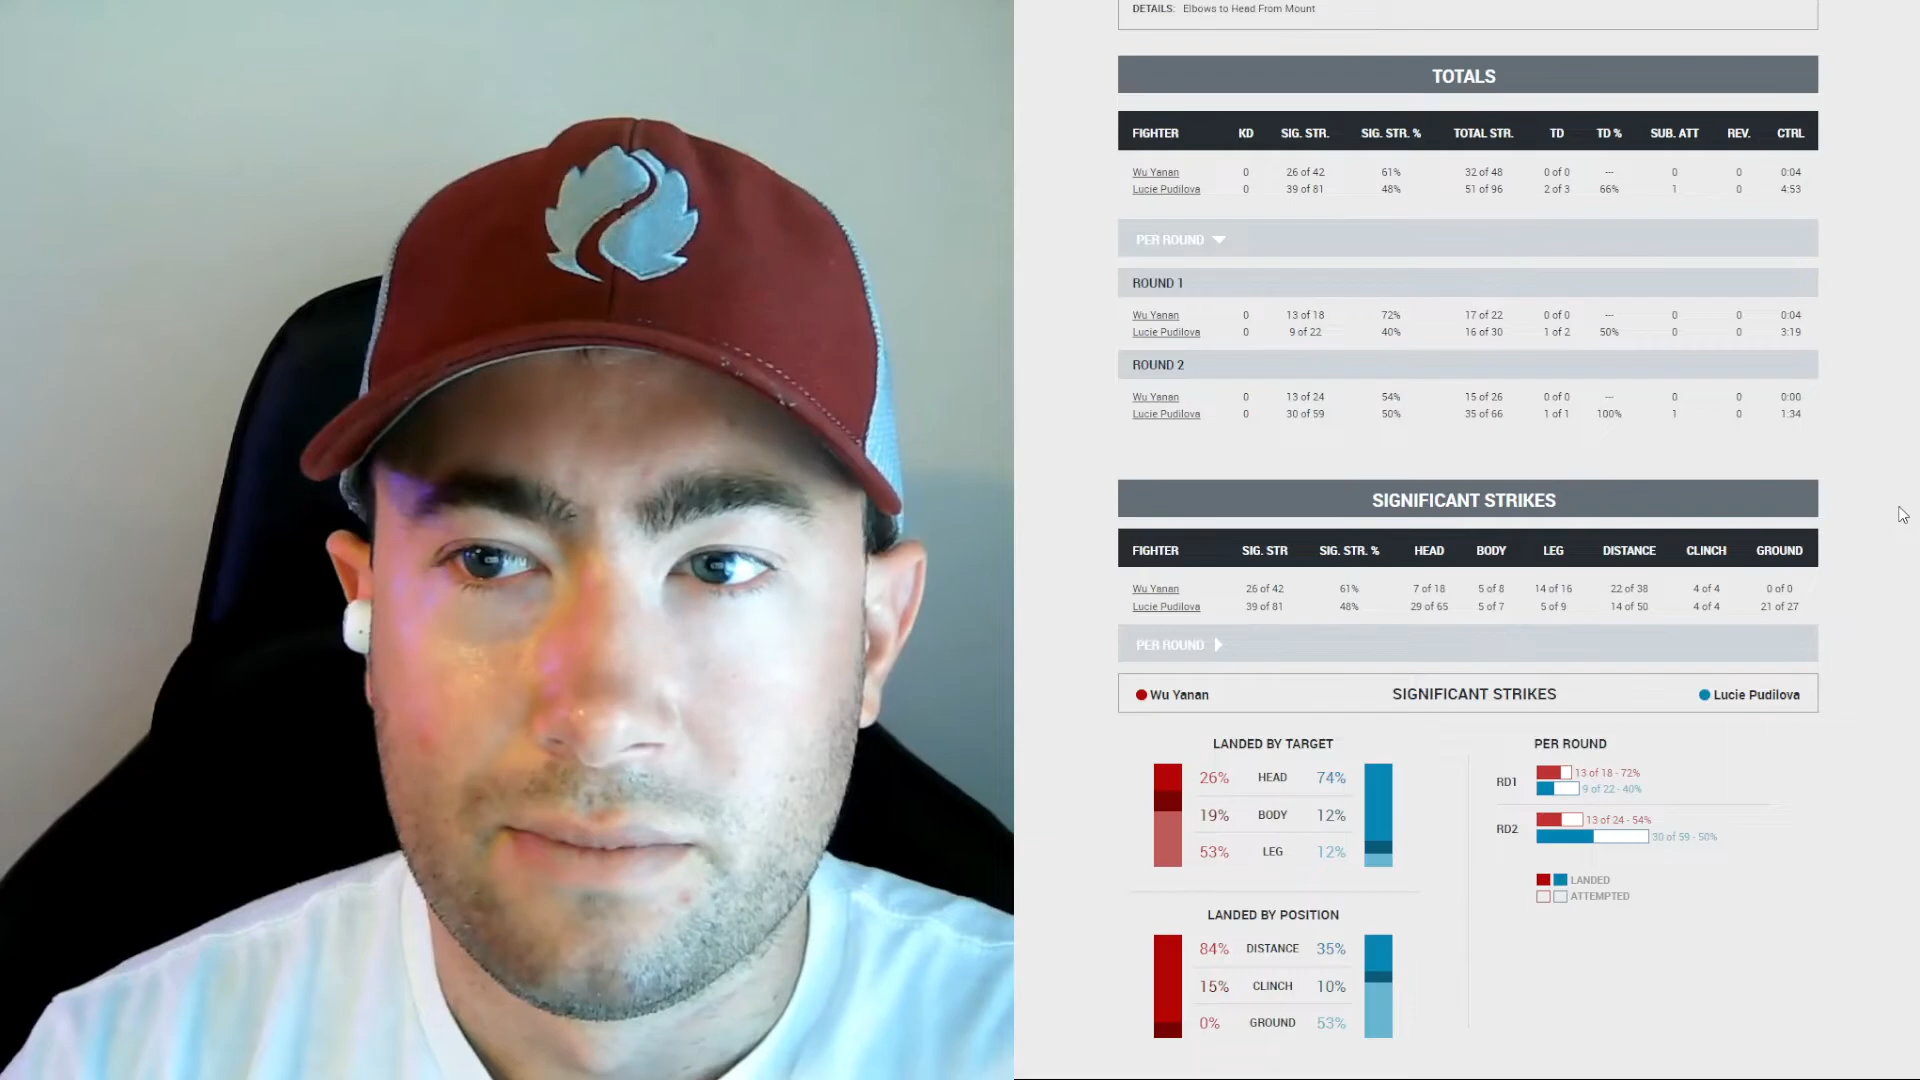 DETAILS: Elbows to Head From Mount
TOTALS
FIGHTER KD SIG. STR. SIG. STR. % TOTAL STR. TD TD % SUB. ATT REV. CTRL
Wu Yanan 0 26 of 42 61% 32 of 48 0 of 0 --- 0 0 0:04
Lucie Pudilova 0 39 of 81 48% 51 of 96 2 of 3 66% 1 0 4:53
PER ROUND
ROUND 1
Wu Yanan 0 13 of 18 72% 17 of 22 0 of 0 --- 0 0 0:04
Lucie Pudilova 0 9 of 22 40% 16 of 30 1 of 2 50% 0 0 3:19
ROUND 2
Wu Yanan 0 13 of 24 54% 15 of 26 0 of 0 --- 0 0 0:00
Lucie Pudilova 0 30 of 59 50% 35 of 66 1 of 1 100% 1 0 1:34
SIGNIFICANT STRIKES
FIGHTER SIG. STR SIG. STR. % HEAD BODY LEG DISTANCE CLINCH GROUND
Wu Yanan 26 of 42 61% 7 of 18 5 of 8 14 of 16 22 of 38 4 of 4 0 of 0
Lucie Pudilova 39 of 81 48% 29 of 65 5 of 7 5 of 9 14 of 50 4 of 4 21 of 27
PER ROUND
Wu Yanan SIGNIFICANT STRIKES Lucie Pudilova
LANDED BY TARGET
26% HEAD 74%
19% BODY 12%
53% LEG 12%
PER ROUND
RD1 13 of 18 - 72%
9 of 22 - 40%
RD2 13 of 24 - 54%
30 of 59 - 50%
LANDED
ATTEMPTED
LANDED BY POSITION
84% DISTANCE 35%
15% CLINCH 10%
0% GROUND 53%